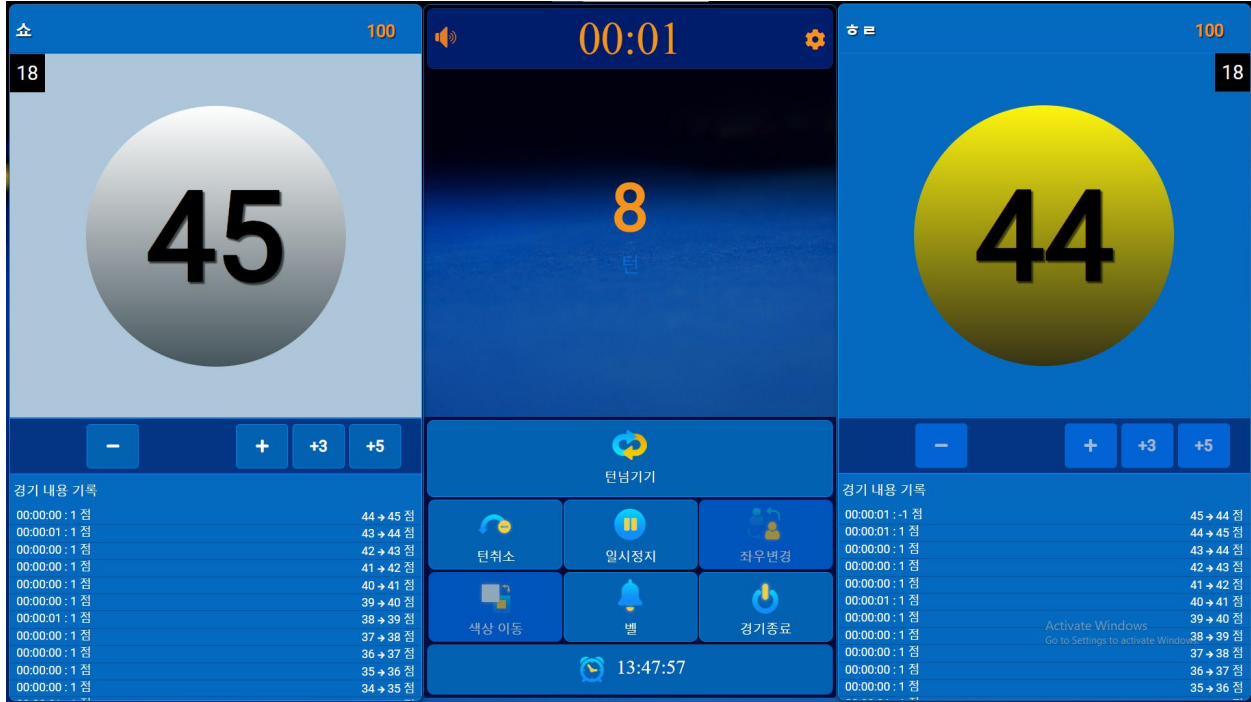 쇼 100
18
45
− + +3 +5
경기 내용 기록
00:00:00 : 1 점 44 → 45 점
00:00:01 : 1 점 43 → 44 점
00:00:00 : 1 점 42 → 43 점
00:00:00 : 1 점 41 → 42 점
00:00:00 : 1 점 40 → 41 점
00:00:00 : 1 점 39 → 40 점
00:00:01 : 1 점 38 → 39 점
00:00:00 : 1 점 37 → 38 점
00:00:00 : 1 점 36 → 37 점
00:00:00 : 1 점 35 → 36 점
00:00:00 : 1 점 34 → 35 점
00:01
8
턴
턴넘기기
턴취소 일시정지 좌우변경
색상 이동 벨 경기종료
13:47:57
ㅎㄹ 100
18
44
− + +3 +5
경기 내용 기록
00:00:01 : -1 점 45 → 44 점
00:00:01 : 1 점 44 → 45 점
00:00:00 : 1 점 43 → 44 점
00:00:00 : 1 점 42 → 43 점
00:00:00 : 1 점 41 → 42 점
00:00:01 : 1 점 40 → 41 점
00:00:00 : 1 점 39 → 40 점
00:00:00 : 1 점 38 → 39 점
00:00:00 : 1 점 37 → 38 점
00:00:00 : 1 점 36 → 37 점
00:00:00 : 1 점 35 → 36 점
Activate Windows
Go to Settings to activate Windows.